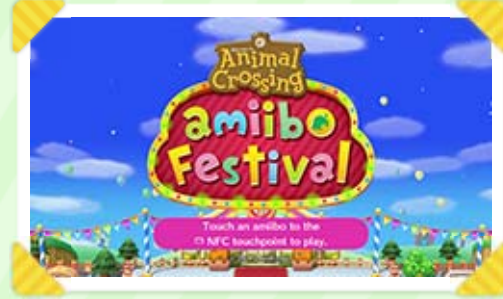 Animal
Crossing
amiibo
Festival
Touch an amiibo to the
NFC touchpoint to play.